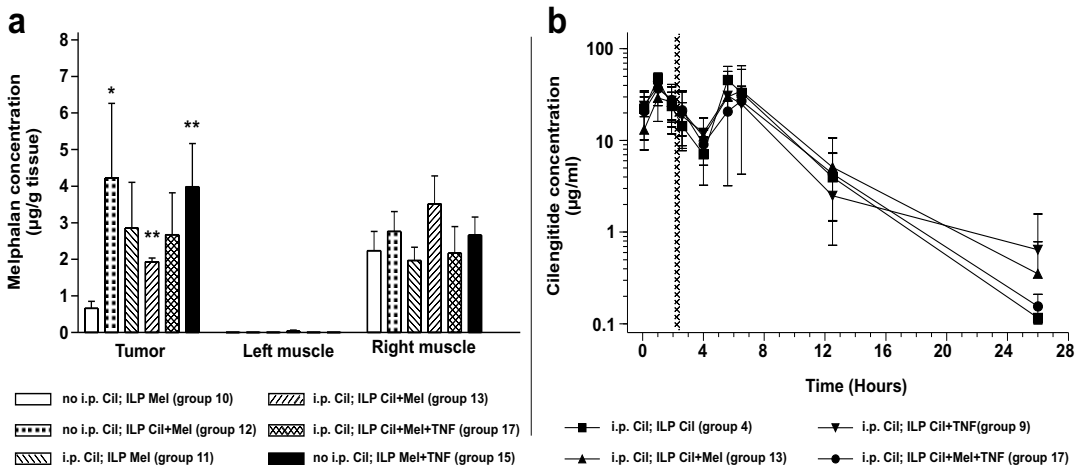 a
Melphalan concentration
(µg/g tissue)
8
7
6
5
4
3
2
1
0
*
**
**
Tumor
Left muscle
Right muscle
no i.p. Cil; ILP Mel (group 10)
no i.p. Cil; ILP Cil+Mel (group 12)
i.p. Cil; ILP Mel (group 11)
i.p. Cil; ILP Cil+Mel (group 13)
i.p. Cil; ILP Cil+Mel+TNF (group 17)
no i.p. Cil; ILP Mel+TNF (group 15)
b
Cilengitide concentration
(µg/ml)
100
10
1
0.1
0 4 8 12 16 20 24 28
Time (Hours)
i.p. Cil; ILP Cil (group 4)
i.p. Cil; ILP Cil+Mel (group 13)
i.p. Cil; ILP Cil+TNF(group 9)
i.p. Cil; ILP Cil+Mel+TNF (group 17)